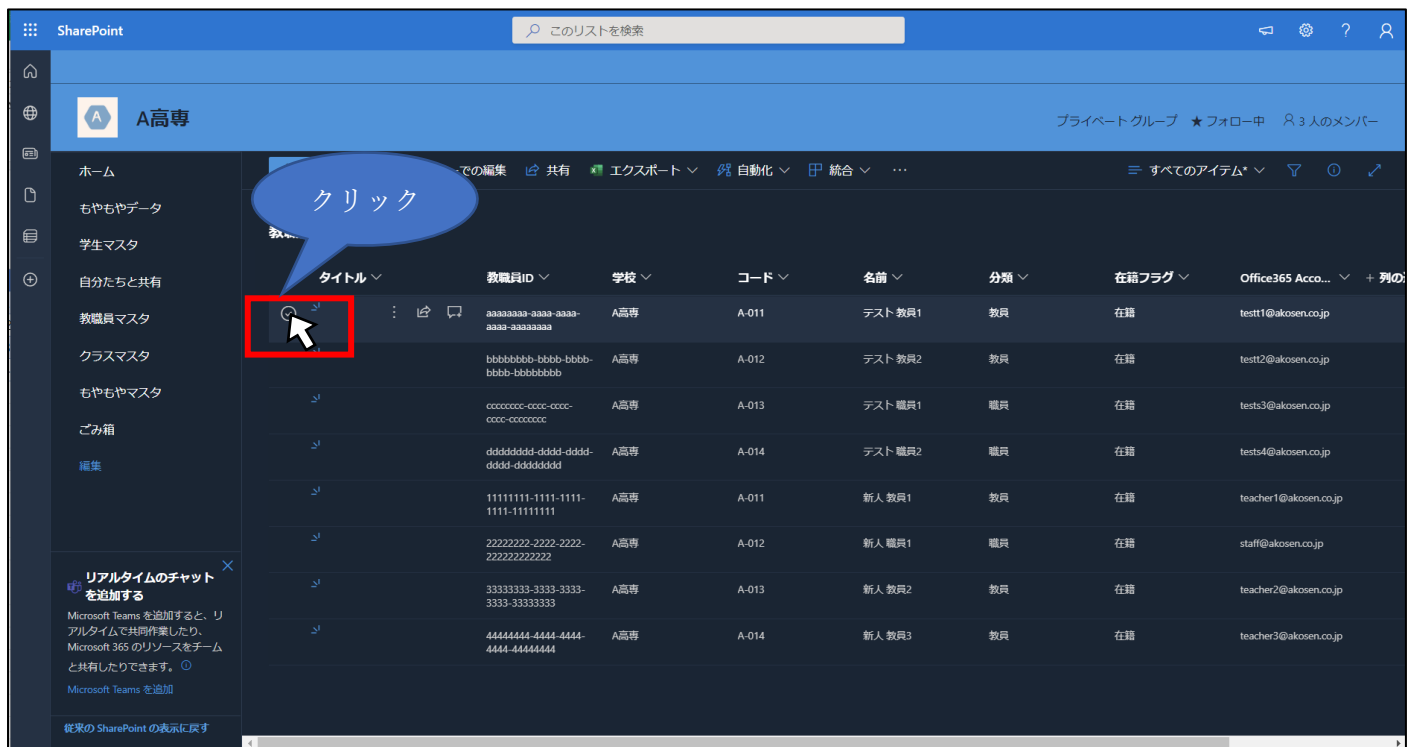 SharePoint
このリストを検索
?
A
A高専
プライベート グループ ★ フォロー中 3 人のメンバー
ホーム
もやもやデータ
学生マスタ
自分たちと共有
教職員マスタ
クラスマスタ
もやもやマスタ
ごみ箱
編集
での編集 共有 エクスポート 自動化 統合 …
すべてのアイテム*
クリック
タイトル 教職員ID 学校 コード 名前 分類 在籍フラグ Office365 Acco... + 列の
aaaaaaaa-aaaa-aaaa- A高専 A-011 テスト 教員1 教員 在籍 testt1@akosen.co.jp
aaaa-aaaaaaaa
bbbbbbbb-bbbb-bbbb- A高専 A-012 テスト 教員2 教員 在籍 testt2@akosen.co.jp
bbbb-bbbbbbbb
cccccccc-cccc-cccc- A高専 A-013 テスト 職員1 職員 在籍 tests3@akosen.co.jp
cccc-cccccccc
dddddddd-dddd-dddd- A高専 A-014 テスト 職員2 職員 在籍 tests4@akosen.co.jp
dddd-dddddddd
11111111-1111-1111- A高専 A-011 新人 教員1 教員 在籍 teacher1@akosen.co.jp
1111-11111111
22222222-2222-2222- A高専 A-012 新人 職員1 職員 在籍 staff@akosen.co.jp
222222222222
33333333-3333-3333- A高専 A-013 新人 教員2 教員 在籍 teacher2@akosen.co.jp
3333-33333333
44444444-4444-4444- A高専 A-014 新人 教員3 教員 在籍 teacher3@akosen.co.jp
4444-44444444
リアルタイムのチャット
を追加する
Microsoft Teams を追加すると、リ
アルタイムで共同作業したり、
Microsoft 365 のリソースをチーム
と共有したりできます。
Microsoft Teams を追加
従来の SharePoint の表示に戻す